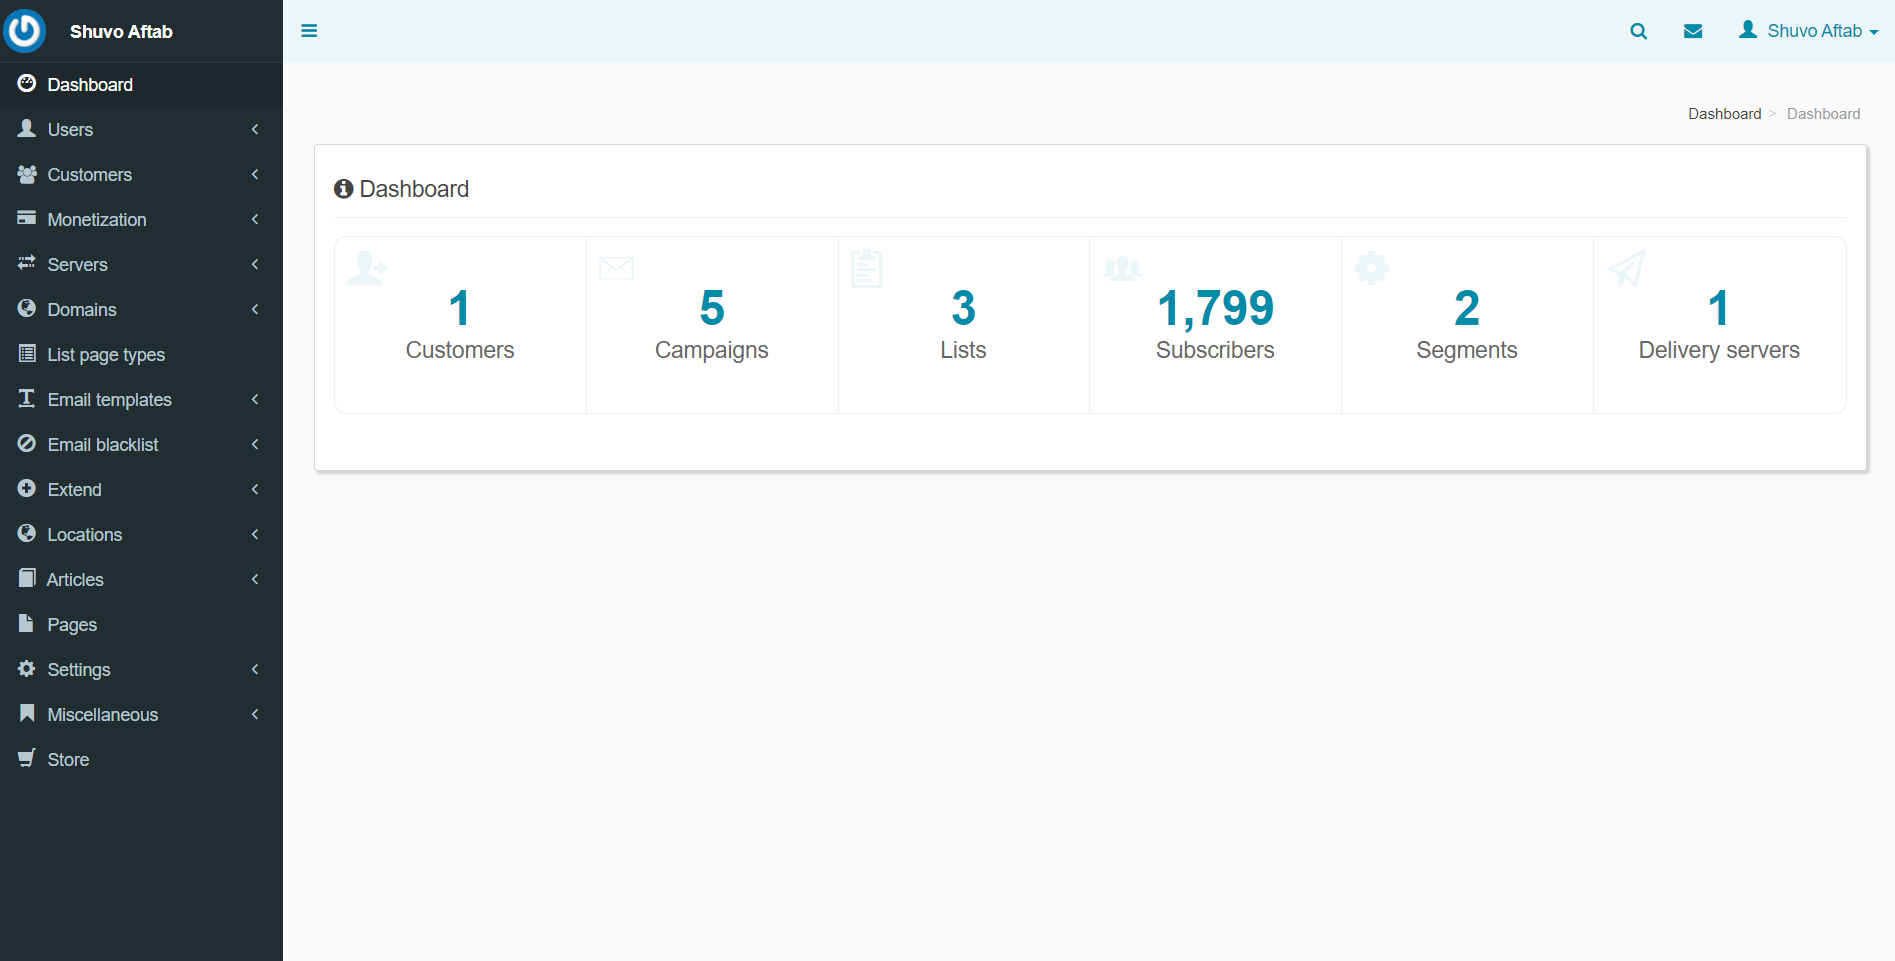 Shuvo Aftab
Dashboard
Users
Customers
Monetization
Servers
Domains
List page types
Email templates
Email blacklist
Extend
Locations
Articles
Pages
Settings
Miscellaneous
Store
Shuvo Aftab
Dashboard > Dashboard
Dashboard
1
Customers
5
Campaigns
3
Lists
1,799
Subscribers
2
Segments
1
Delivery servers